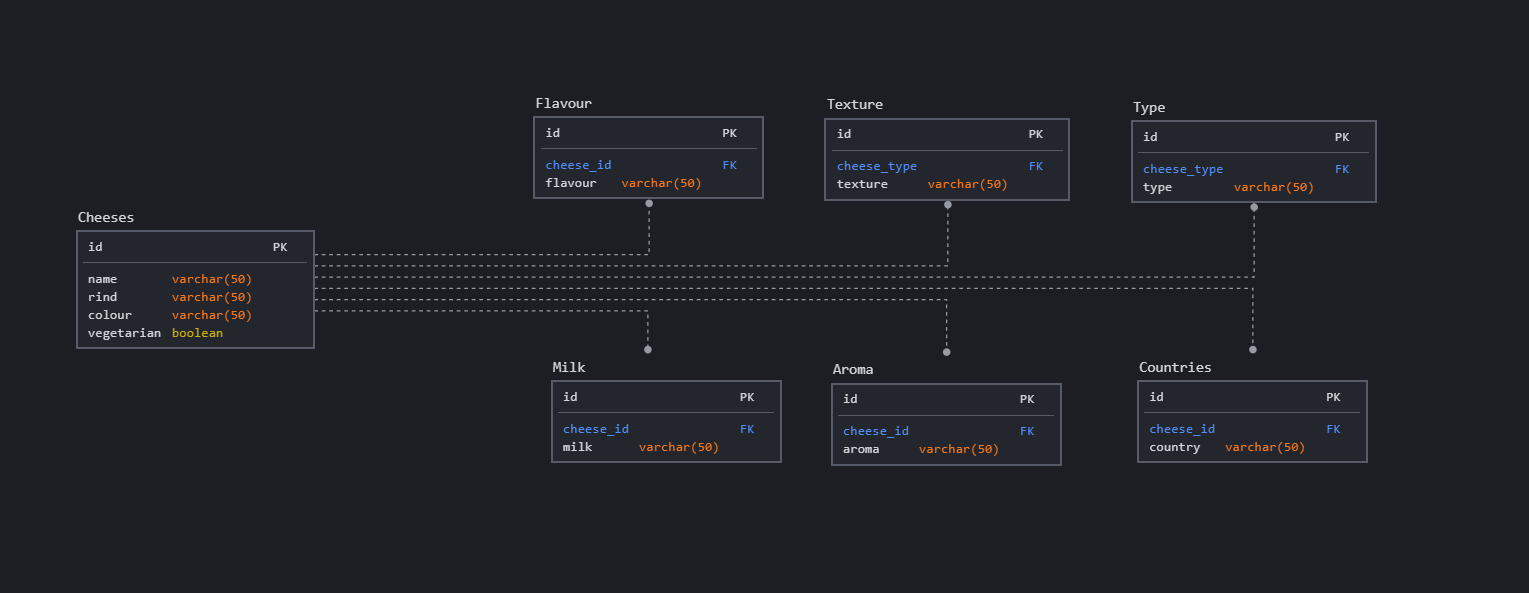 Flavour
id PK
cheese_id FK
flavour varchar(50)
Texture
id PK
cheese_type FK
texture varchar(50)
Type
id PK
cheese_type FK
type varchar(50)
Cheeses
id PK
name varchar(50)
rind varchar(50)
colour varchar(50)
vegetarian boolean
Milk
id PK
cheese_id FK
milk varchar(50)
Aroma
id PK
cheese_id FK
aroma varchar(50)
Countries
id PK
cheese_id FK
country varchar(50)